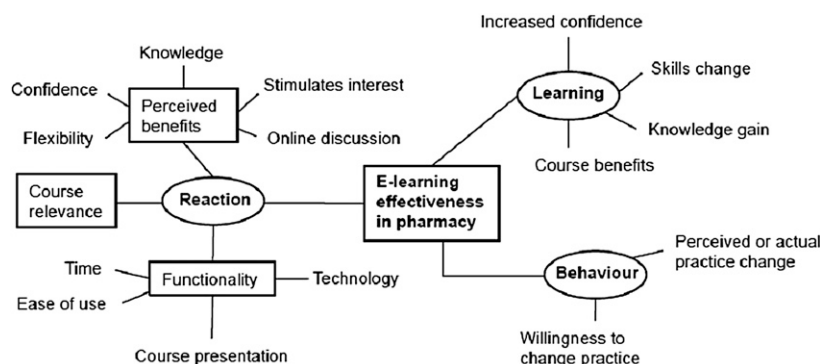 Increased confidence
Knowledge
Skills change
Confidence
Stimulates interest
Perceived
benefits
Learning
Flexibility
Online discussion
Knowledge gain
Course benefits
E-learning
effectiveness
in pharmacy
Course
relevance
Reaction
Perceived or actual
practice change
Time
Functionality
Technology
Behaviour
Ease of use
Willingness to
change practice
Course presentation